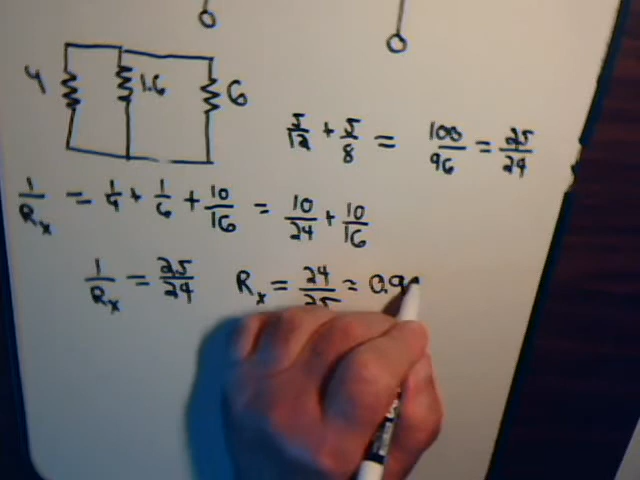 4 1.6 6
5/12 + 5/8 = 100/96 = 25/24
1/Rx = 1/4 + 1/6 + 10/16 = 10/24 + 10/16
1/Rx = 25/24 Rx = 24/25 = 0.9